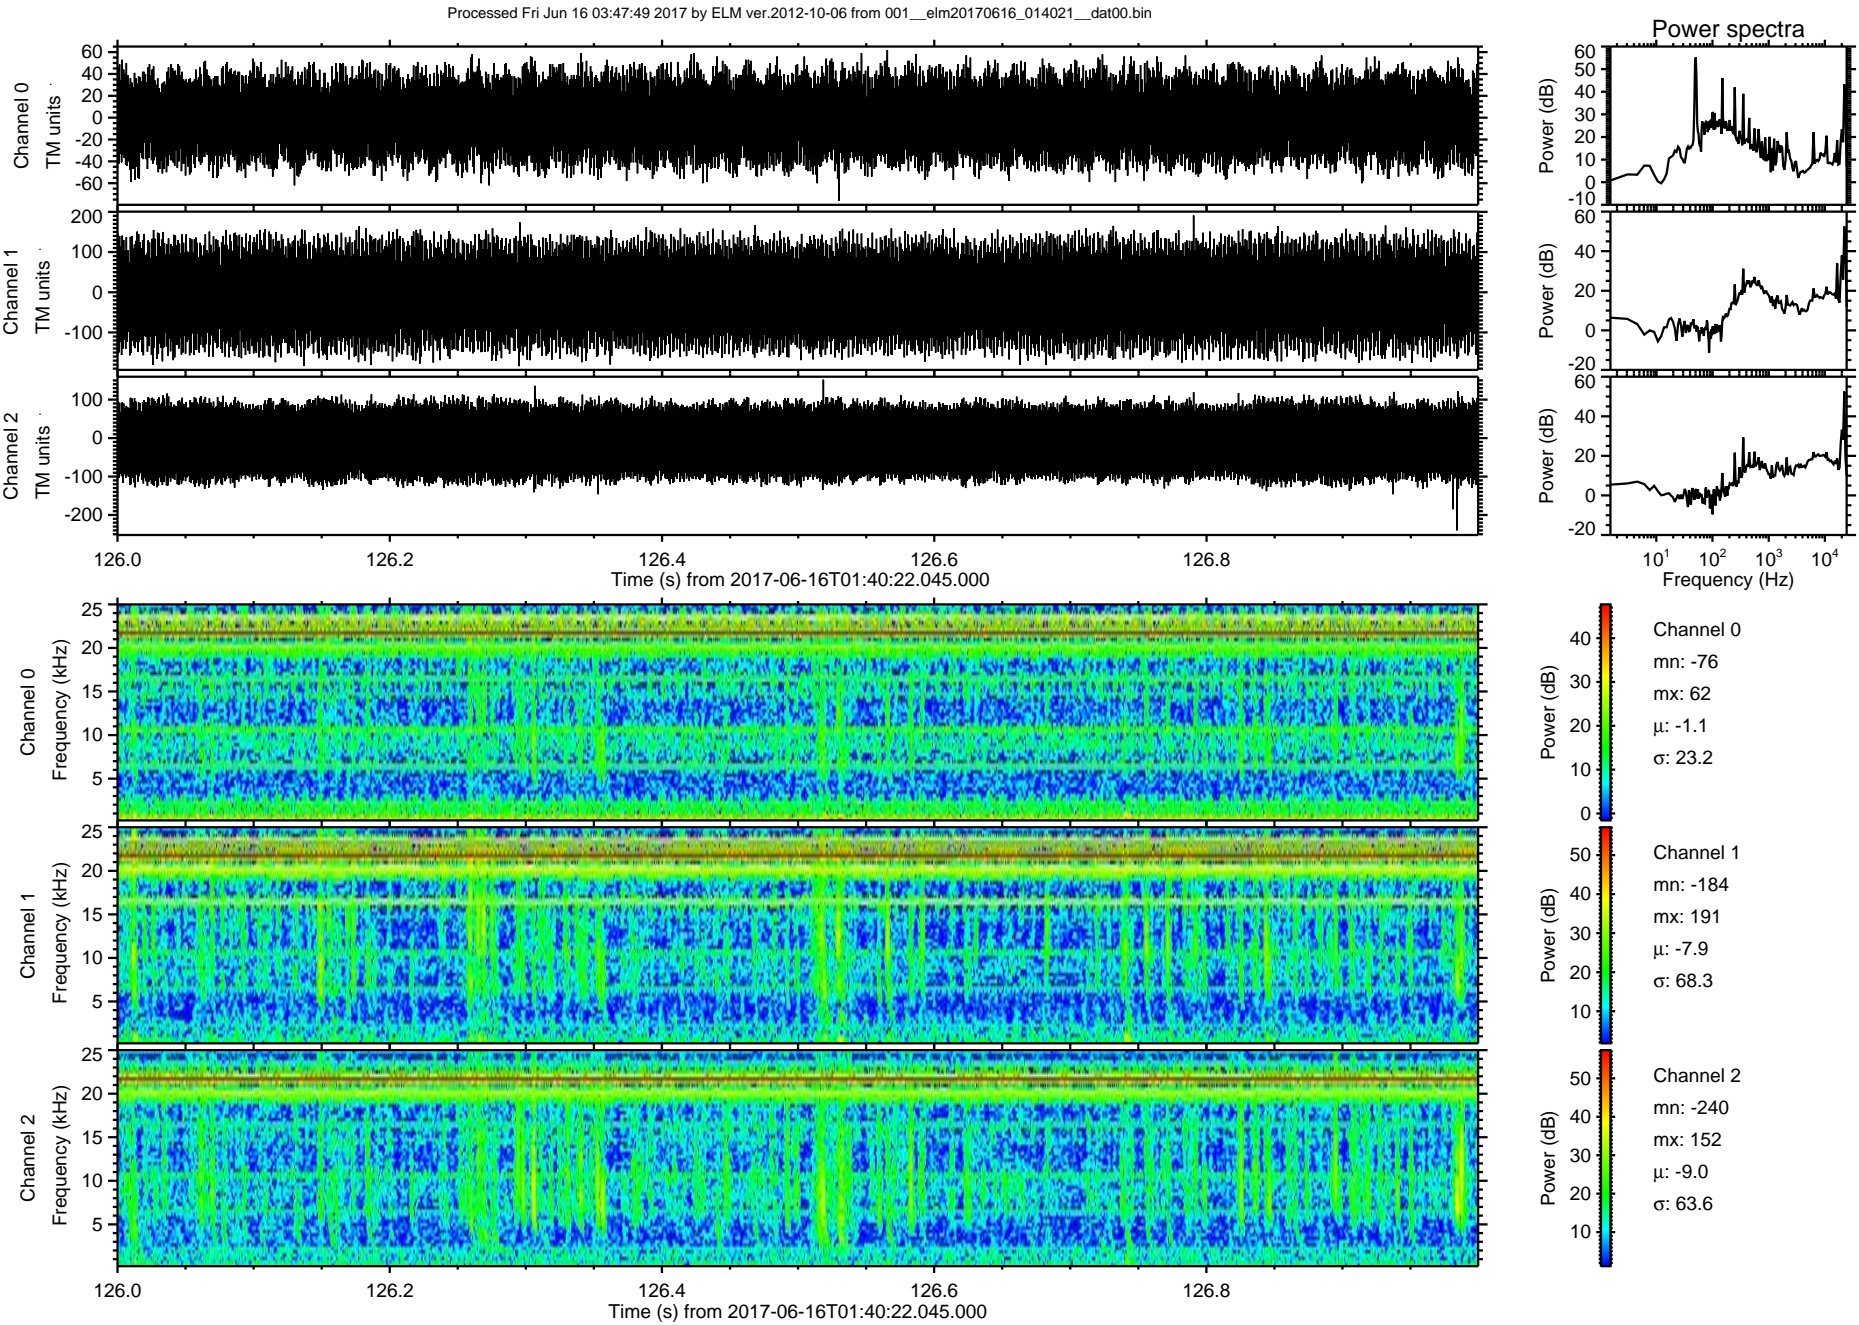 Processed Fri Jun 16 03:47:49 2017 by ELM ver.2012-10-06 from 001__elm20170616_014021__dat00.bin
Power spectra
Channel 0
TM units
60
40
20
0
-20
-40
-60
Power (dB)
60
50
40
30
20
10
0
-10
Channel 1
TM units
200
100
0
-100
Power (dB)
60
40
20
0
-20
Channel 2
TM units
100
0
-100
-200
Power (dB)
60
40
20
0
-20
126.0 126.2 126.4 126.6 126.8
Time (s) from 2017-06-16T01:40:22.045.000
10^1 10^2 10^3 10^4
Frequency (Hz)
Channel 0
Frequency (kHz)
25
20
15
10
5
Power (dB)
40
30
20
10
0
Channel 0
mn: -76
mx: 62
μ: -1.1
σ: 23.2
Channel 1
Frequency (kHz)
25
20
15
10
5
Power (dB)
50
40
30
20
10
Channel 1
mn: -184
mx: 191
μ: -7.9
σ: 68.3
Channel 2
Frequency (kHz)
25
20
15
10
5
Power (dB)
50
40
30
20
10
Channel 2
mn: -240
mx: 152
μ: -9.0
σ: 63.6
126.0 126.2 126.4 126.6 126.8
Time (s) from 2017-06-16T01:40:22.045.000